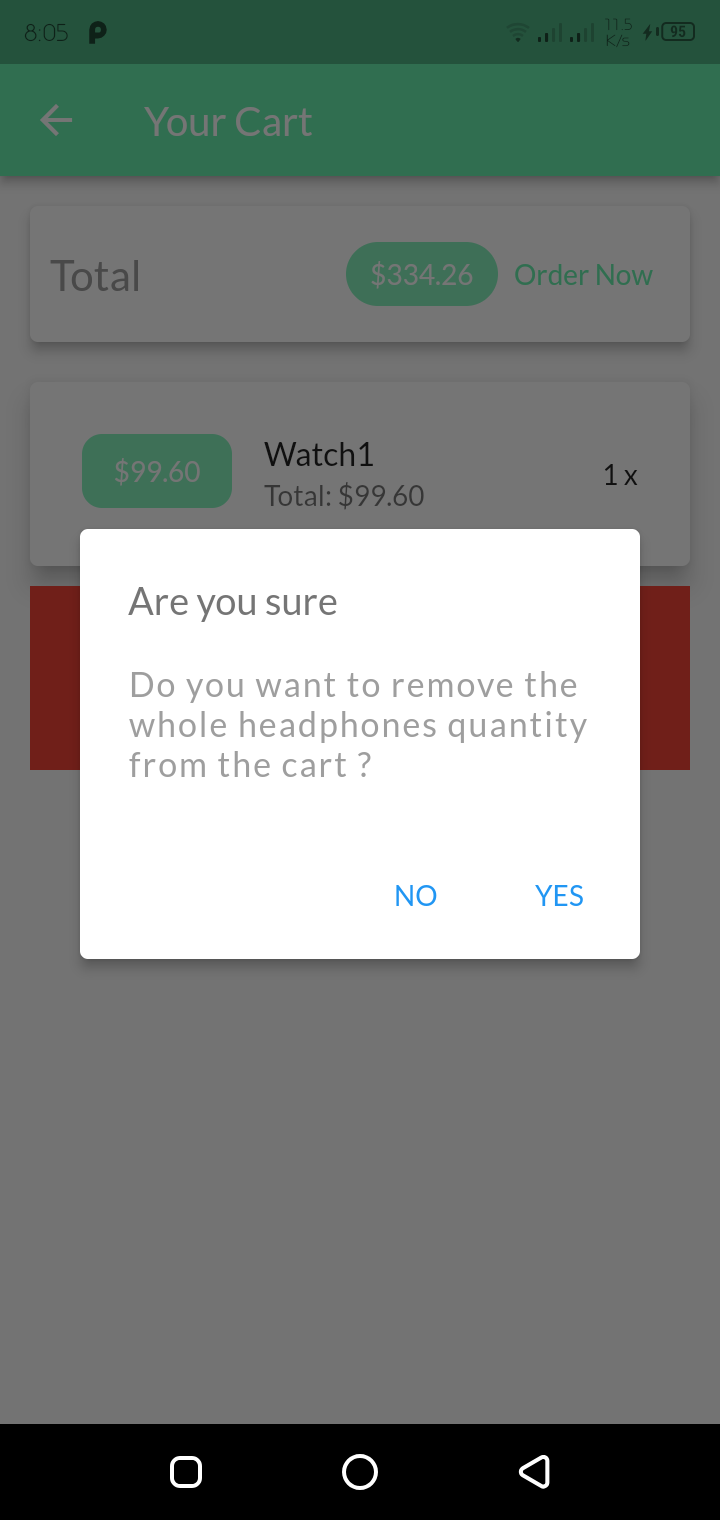 8:05
11.5
K/s
95
Your Cart
Total
$334.26
Order Now
$99.60
Watch1
Total: $99.60
1 x
Are you sure
Do you want to remove the
whole headphones quantity
from the cart ?
NO
YES